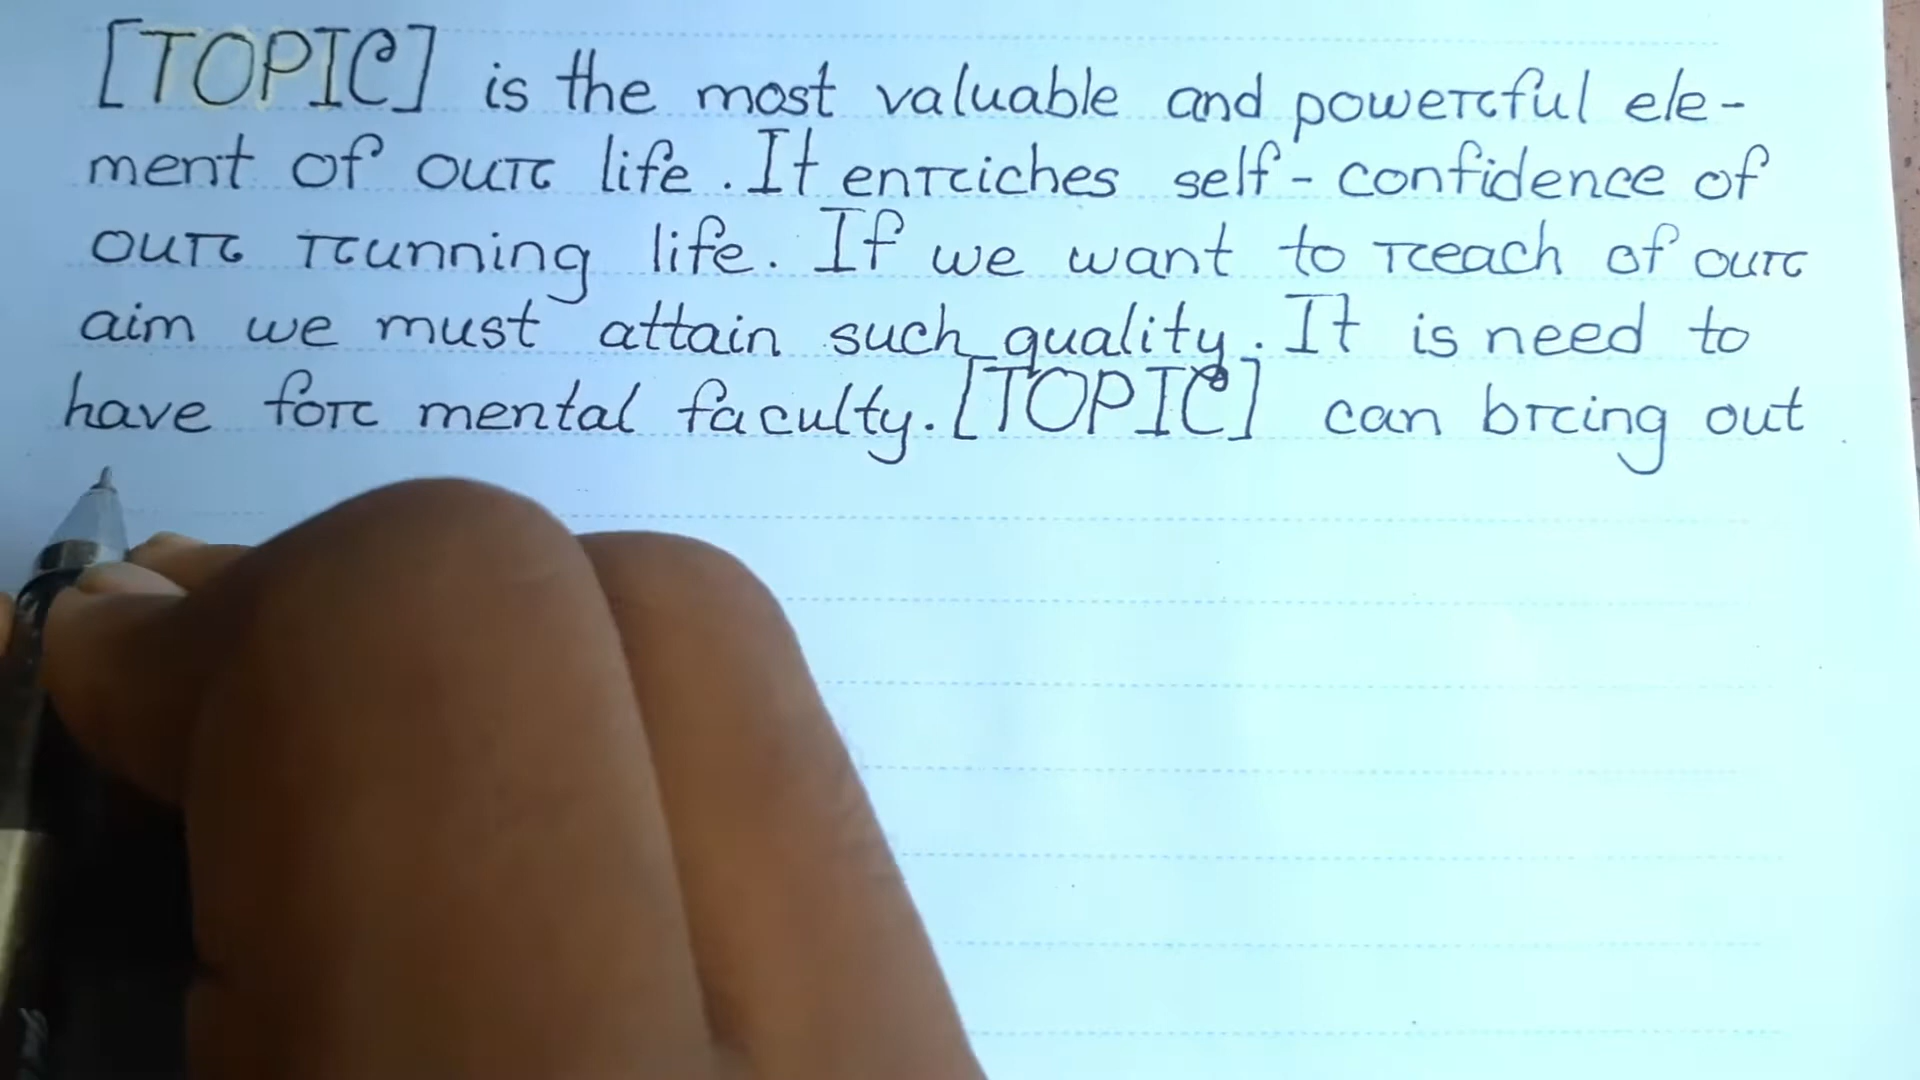 [TOPIC] is the most valuable and powerful ele-
ment of our life. It enriches self-confidence of
our running life. If we want to reach of our
aim we must attain such quality. It is need to
have for mental faculty. [TOPIC] can bring out